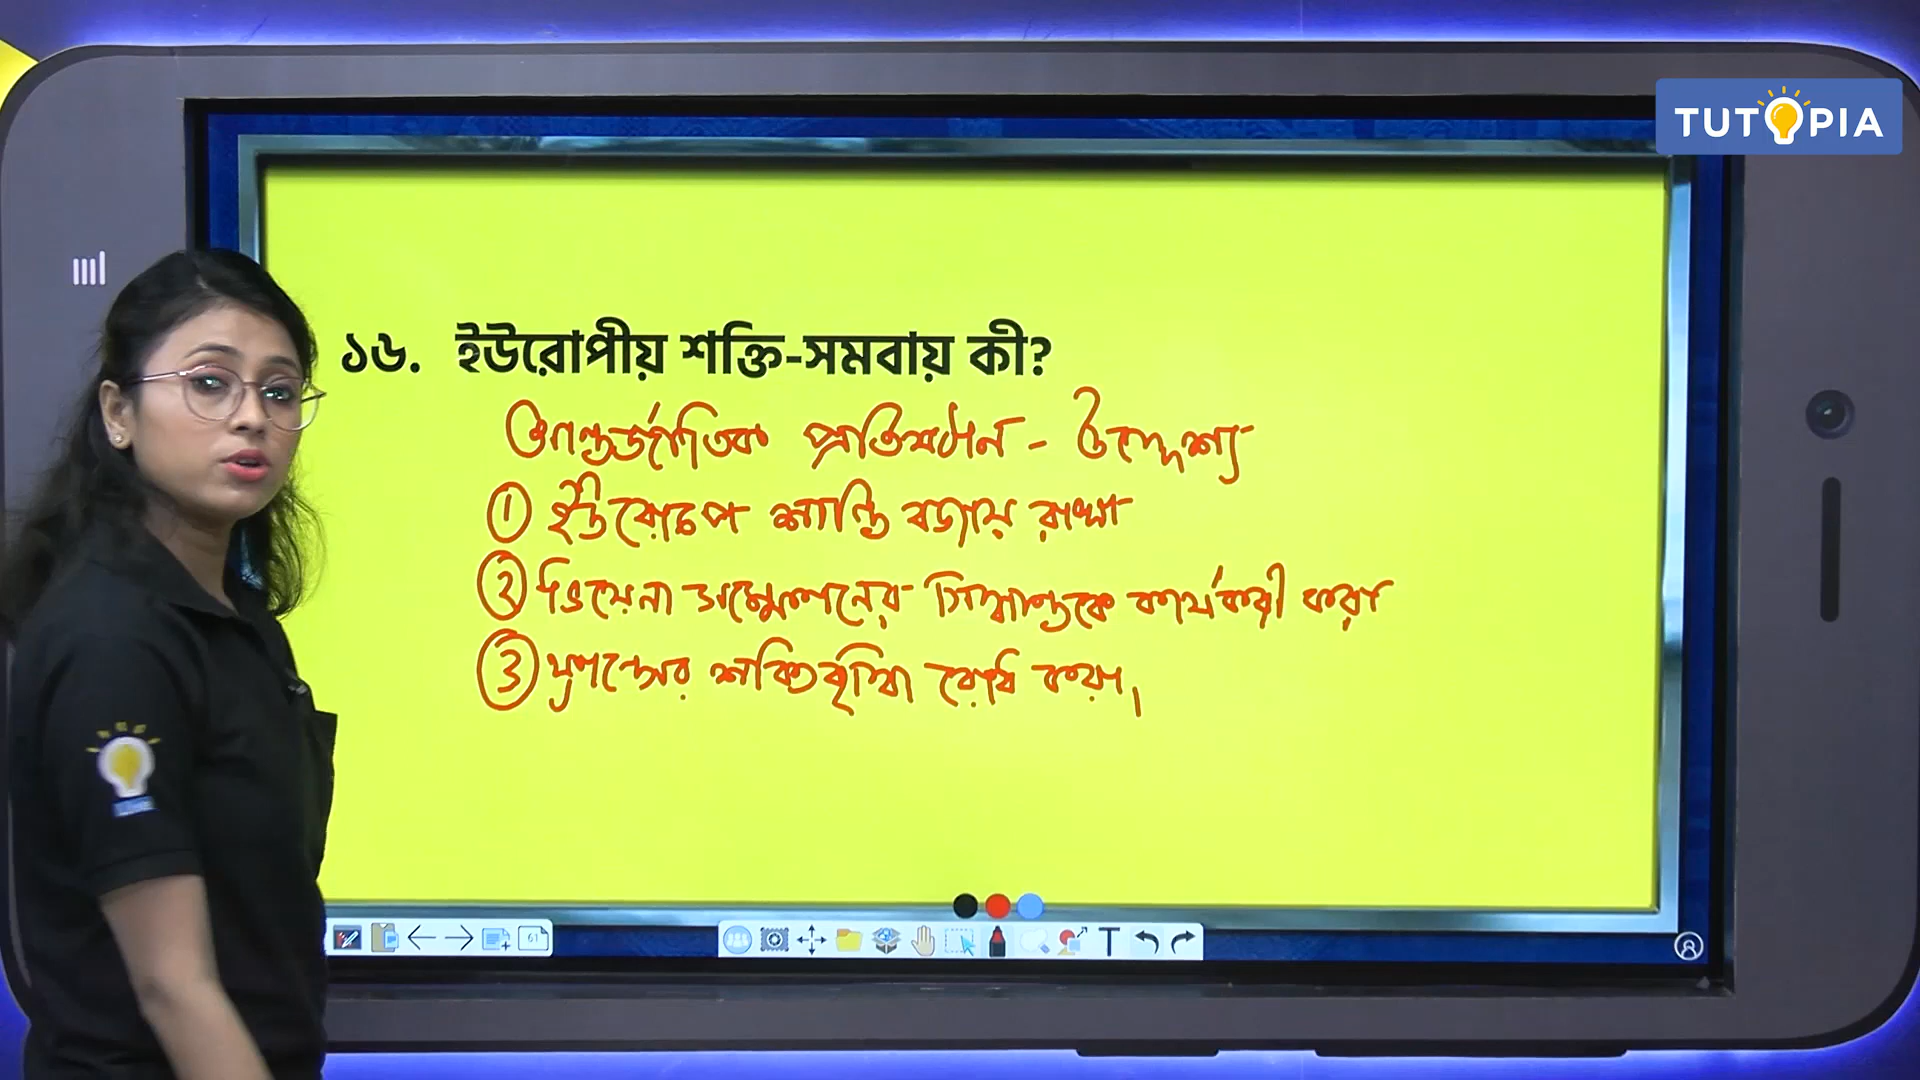 TUTOPIA
১৬. ইউরোপীয় শক্তি-সমবায় কী?
আন্তর্জাতিক প্রতিষ্ঠান - উদ্দেশ্য
① ইউরোপে শান্তি বজায় রাখা
② ভিয়েনা সম্মেলনের সিদ্ধান্তকে কার্যকরী করা
③ ফ্রান্সের শক্তিবৃদ্ধি রোধ করা,
61
T